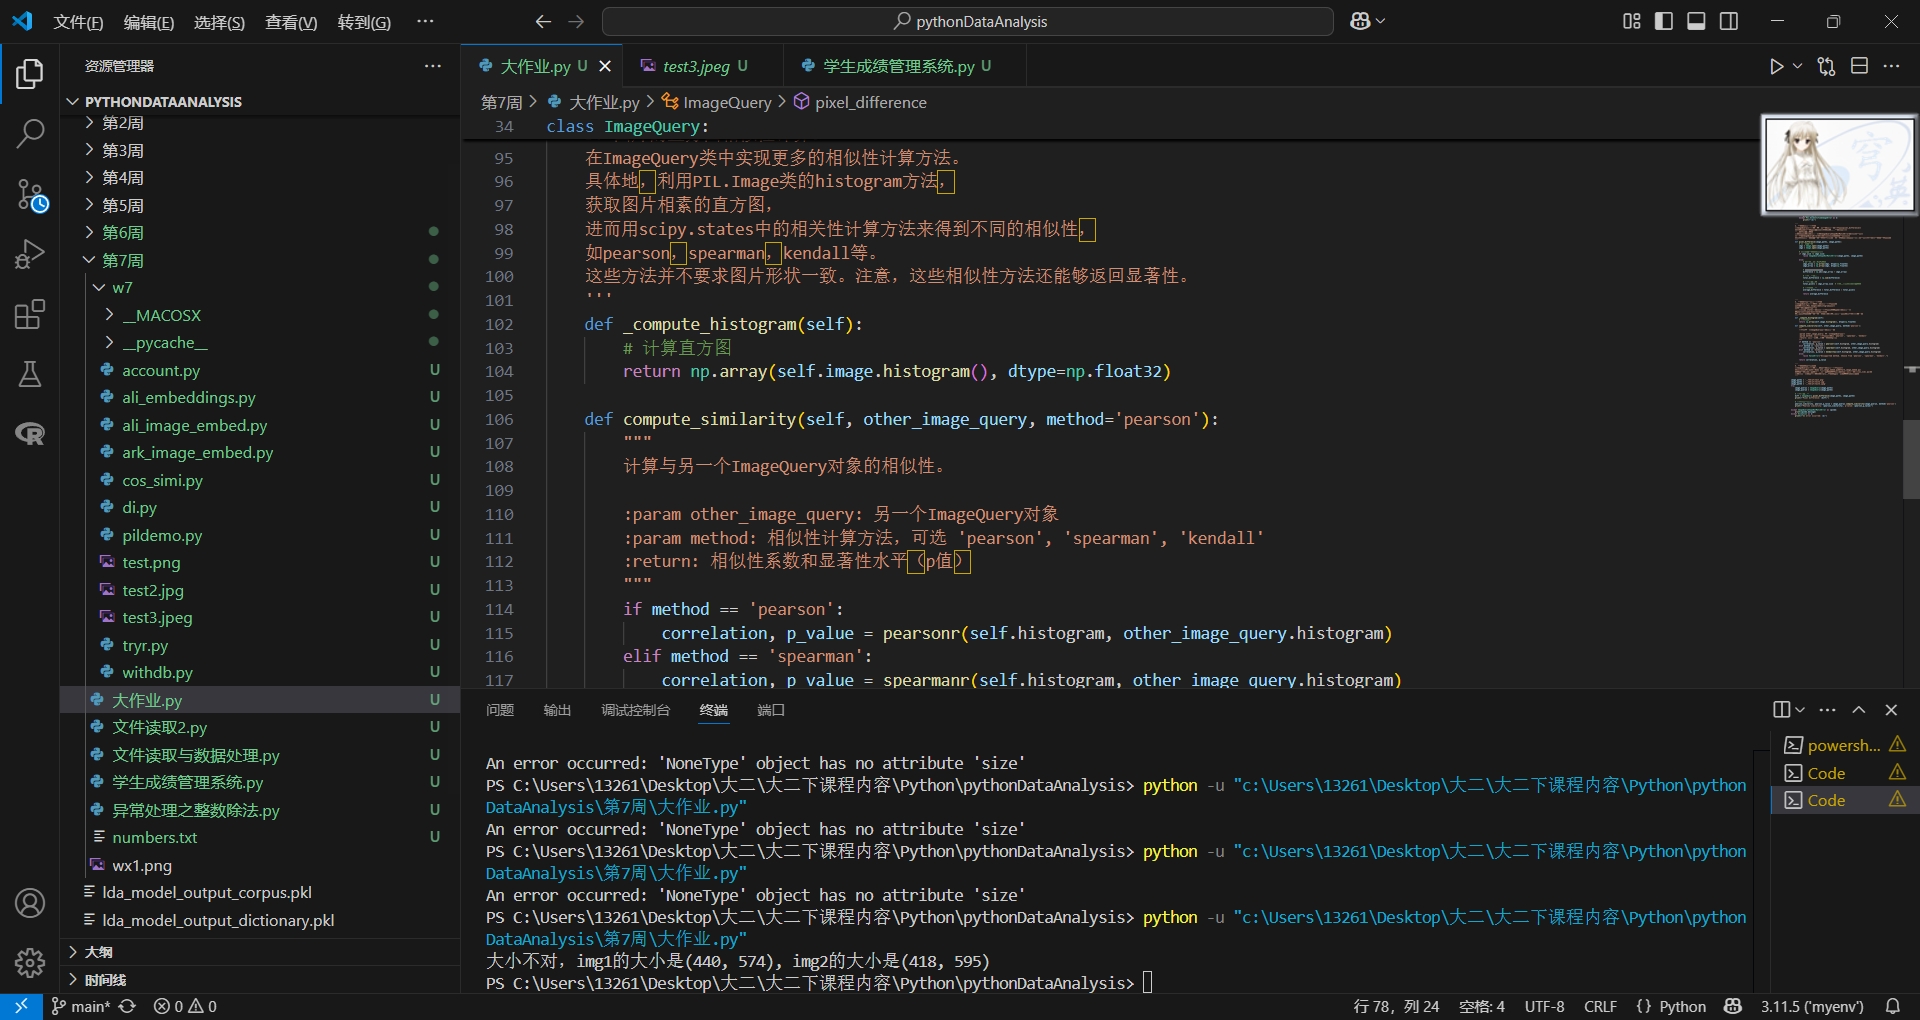 文件(F) 编辑(E) 选择(S) 查看(V) 转到(G) ··· pythonDataAnalysis
资源管理器 ···
PYTHONDATAANALYSIS
第2周
第3周
第4周
第5周
第6周
第7周
w7
__MACOSX
__pycache__
account.py U
ali_embeddings.py U
ali_image_embed.py U
ark_image_embed.py U
cos_simi.py U
di.py U
pildemo.py U
test.png U
test2.jpg U
test3.jpeg U
tryr.py U
withdb.py U
大作业.py U
文件读取2.py U
文件读取与数据处理.py U
学生成绩管理系统.py U
异常处理之整数除法.py U
numbers.txt U
wx1.png
lda_model_output_corpus.pkl
lda_model_output_dictionary.pkl
大纲
时间线
大作业.py U test3.jpeg U 学生成绩管理系统.py U
第7周 > 大作业.py > ImageQuery > pixel_difference
34 class ImageQuery:
95 在ImageQuery类中实现更多的相似性计算方法。
96 具体地，利用PIL.Image类的histogram方法，
97 获取图片相素的直方图，
98 进而用scipy.states中的相关性计算方法来得到不同的相似性，
99 如pearson，spearman，kendall等。
100 这些方法并不要求图片形状一致。注意，这些相似性方法还能够返回显著性。
101 '''
102 def _compute_histogram(self):
103 # 计算直方图
104 return np.array(self.image.histogram(), dtype=np.float32)
105
106 def compute_similarity(self, other_image_query, method='pearson'):
107 """
108 计算与另一个ImageQuery对象的相似性。
109
110 :param other_image_query: 另一个ImageQuery对象
111 :param method: 相似性计算方法，可选 'pearson', 'spearman', 'kendall'
112 :return: 相似性系数和显著性水平（p值）
113 """
114 if method == 'pearson':
115 correlation, p_value = pearsonr(self.histogram, other_image_query.histogram)
116 elif method == 'spearman':
117 correlation, p_value = spearmanr(self.histogram, other_image_query.histogram)
问题 输出 调试控制台 终端 端口
An error occurred: 'NoneType' object has no attribute 'size'
PS C:\Users\13261\Desktop\大二\大二下课程内容\Python\pythonDataAnalysis> python -u "c:\Users\13261\Desktop\大二\大二下课程内容\Python\python
DataAnalysis\第7周\大作业.py"
An error occurred: 'NoneType' object has no attribute 'size'
PS C:\Users\13261\Desktop\大二\大二下课程内容\Python\pythonDataAnalysis> python -u "c:\Users\13261\Desktop\大二\大二下课程内容\Python\python
DataAnalysis\第7周\大作业.py"
An error occurred: 'NoneType' object has no attribute 'size'
PS C:\Users\13261\Desktop\大二\大二下课程内容\Python\pythonDataAnalysis> python -u "c:\Users\13261\Desktop\大二\大二下课程内容\Python\python
DataAnalysis\第7周\大作业.py"
大小不对，img1的大小是(440, 574), img2的大小是(418, 595)
PS C:\Users\13261\Desktop\大二\大二下课程内容\Python\pythonDataAnalysis>
powersh...
Code
Code
main* 0 0 行 78，列 24 空格: 4 UTF-8 CRLF {} Python 3.11.5 ('myenv')